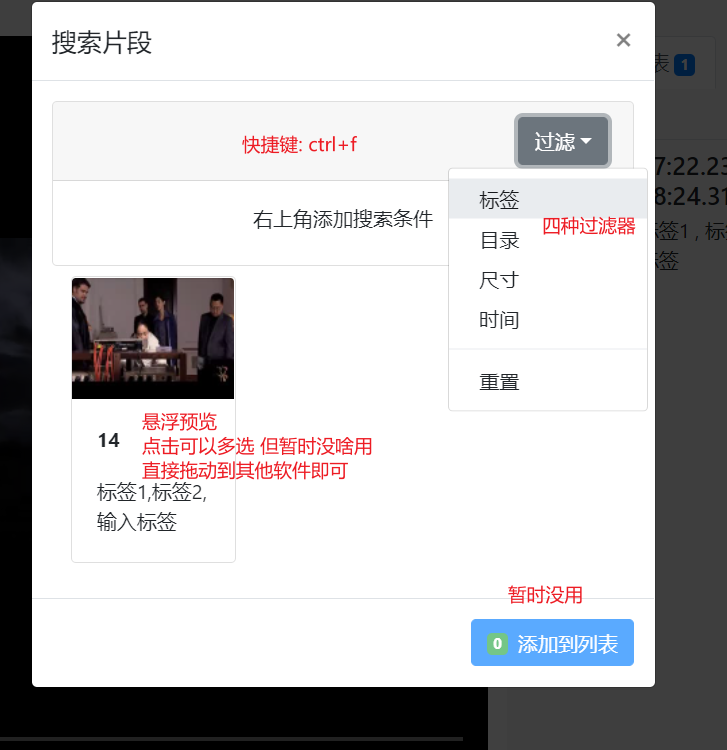 搜索片段
×
表 1
快捷键: ctrl+f
过滤
7:22.23
8:24.31
标签
右上角添加搜索条件
四种过滤器
签1 , 标
目录
签
尺寸
时间
重置
14
悬浮预览
点击可以多选 但暂时没啥用
直接拖动到其他软件即可
标签1,标签2,
输入标签
暂时没用
0 添加到列表